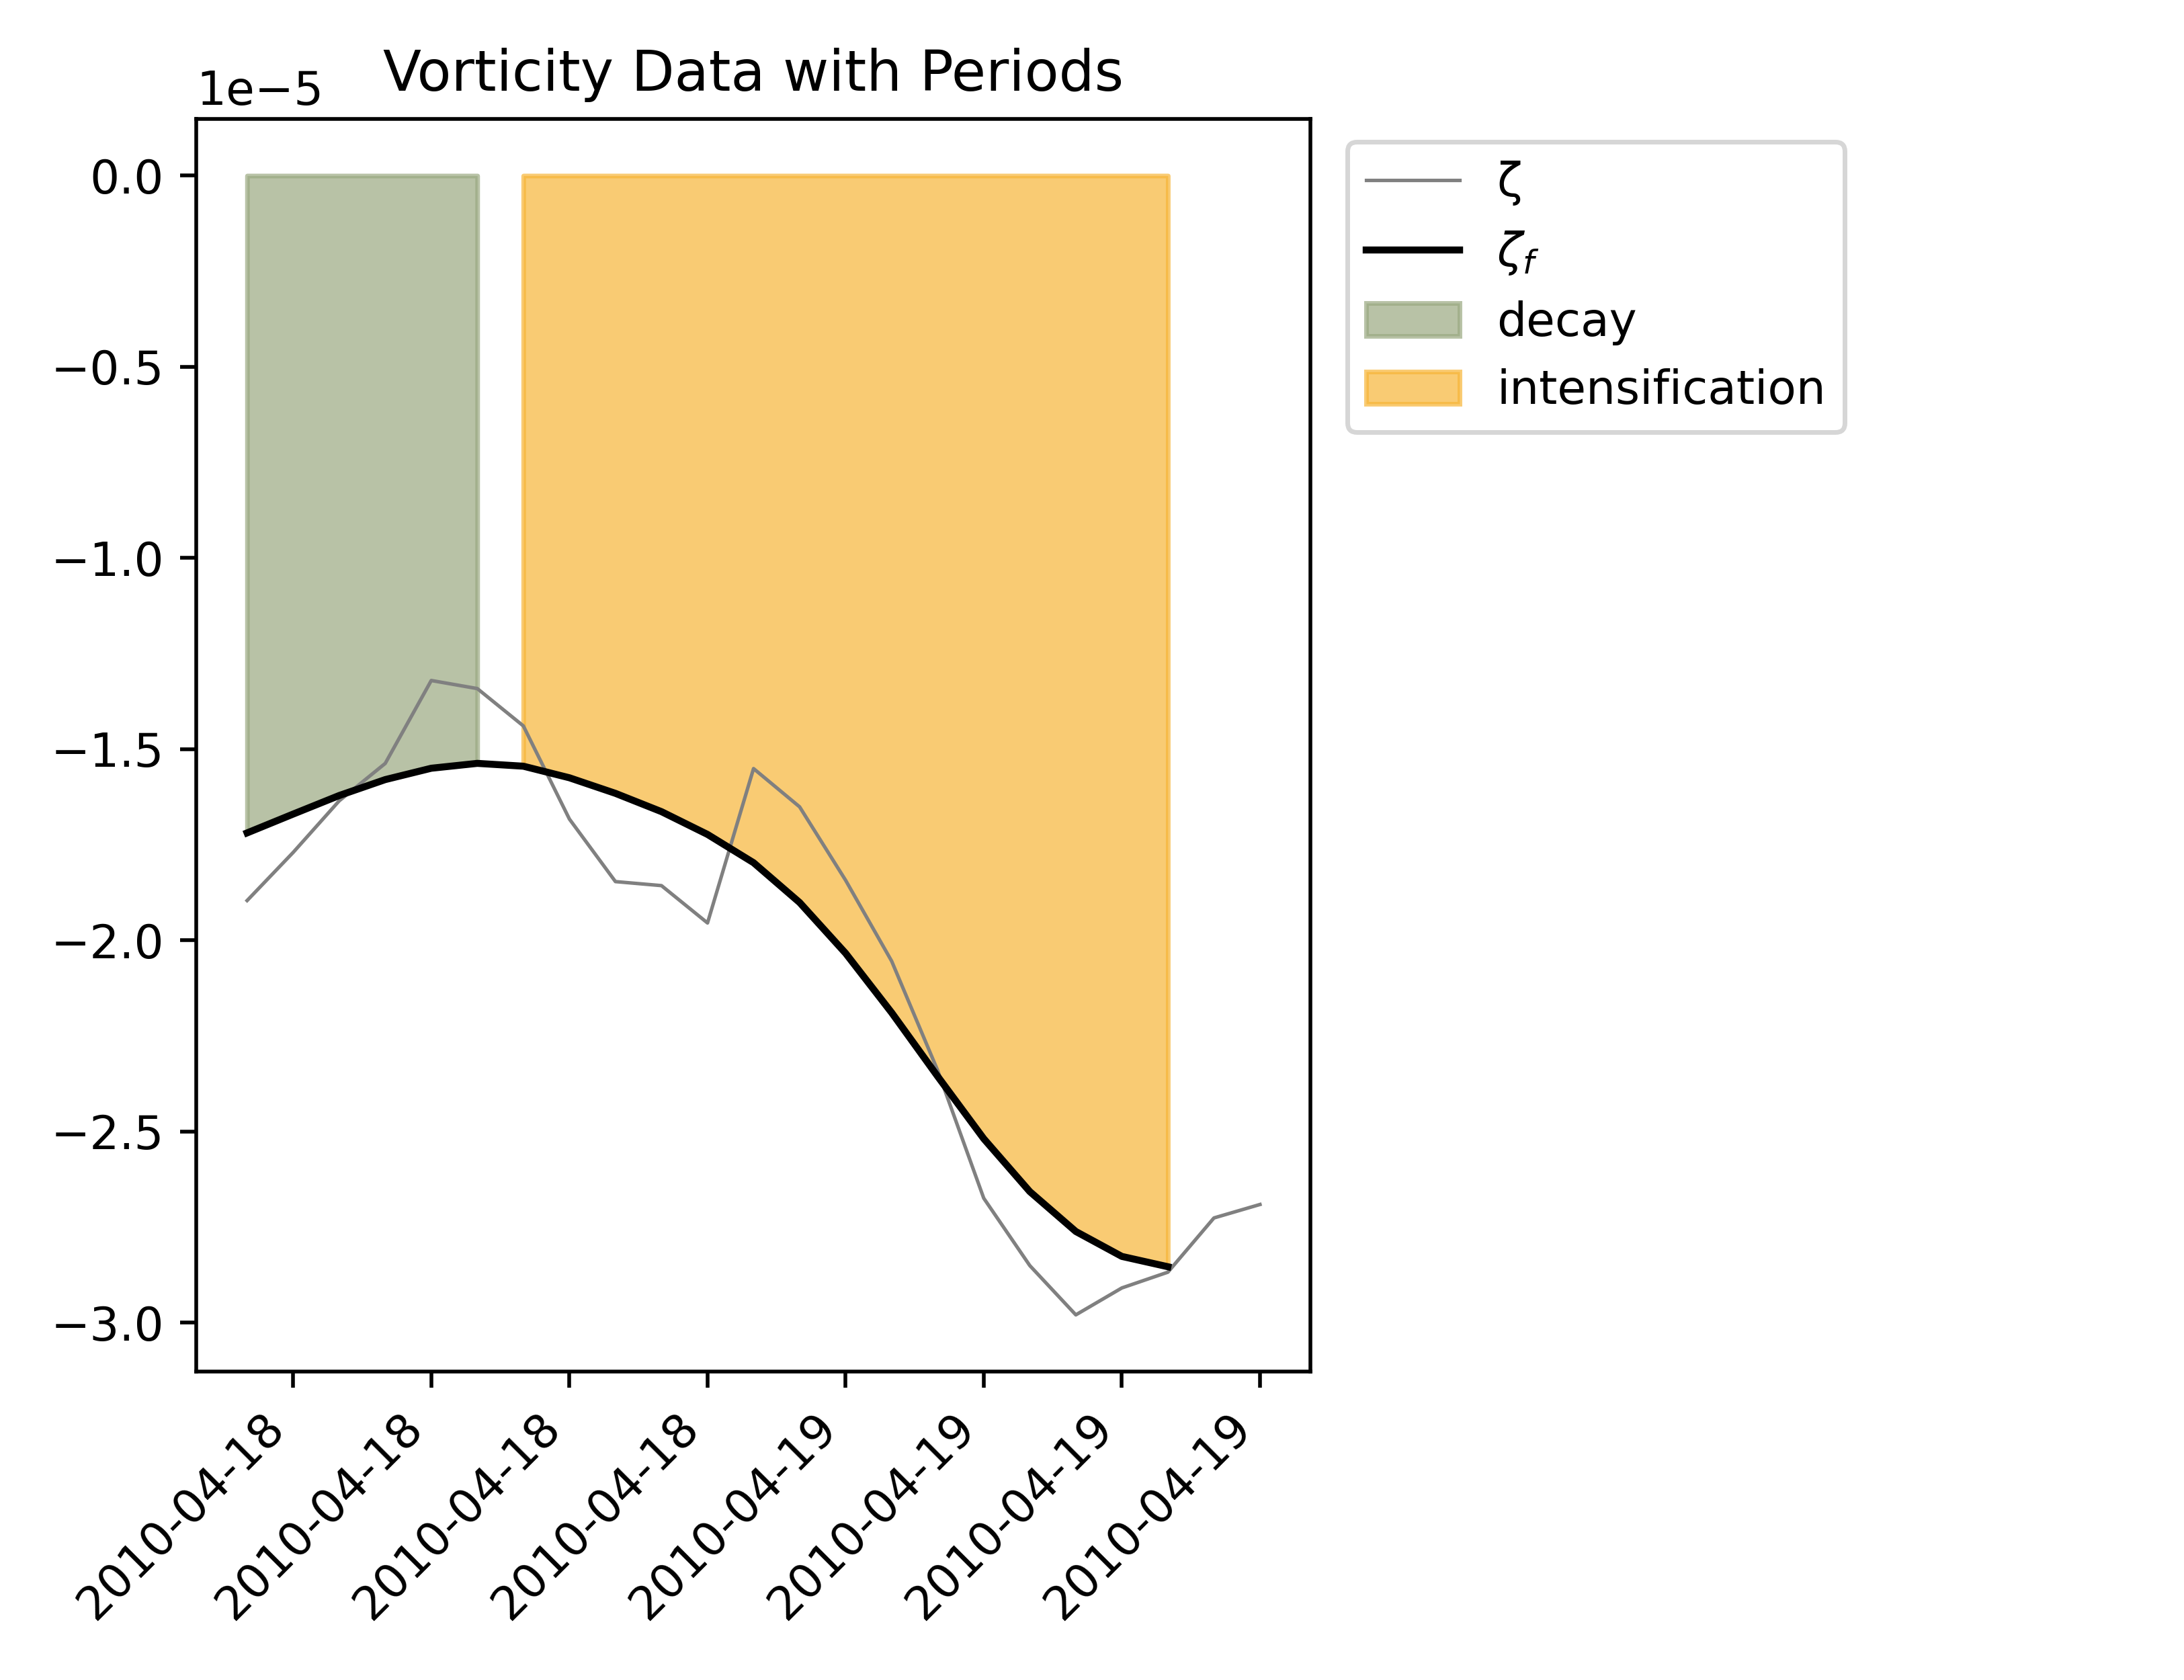 Vorticity Data with Periods
1e−5
0.0
−0.5
−1.0
−1.5
−2.0
−2.5
−3.0
2010-04-18
2010-04-18
2010-04-18
2010-04-18
2010-04-19
2010-04-19
2010-04-19
2010-04-19
ζ
ζ_f
decay
intensification